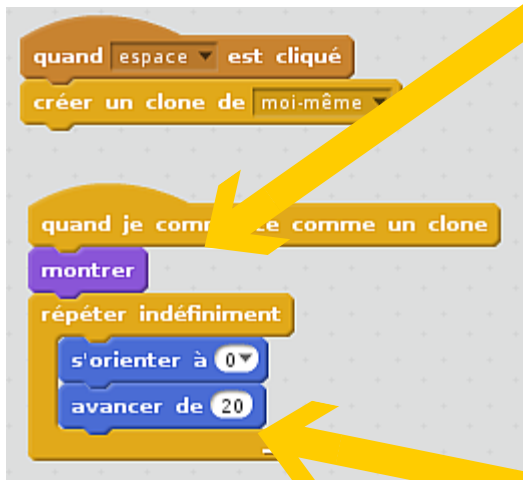 quand espace est cliqué
créer un clone de moi-même
quand je comme un clone
montrer
répéter indéfiniment
s'orienter à 0
avancer de 20